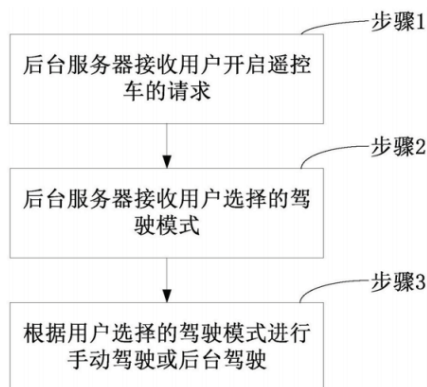 步骤1
后台服务器接收用户开启遥控
车的请求
步骤2
后台服务器接收用户选择的驾
驶模式
步骤3
根据用户选择的驾驶模式进行
手动驾驶或后台驾驶